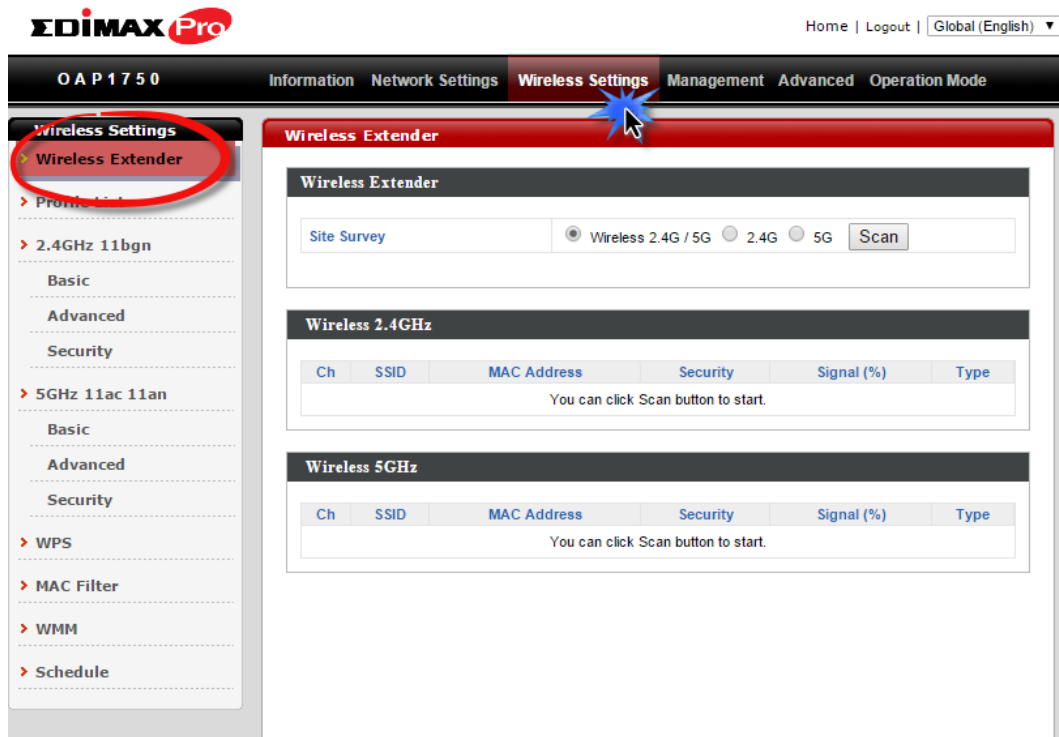 EDIMAX Pro
Home | Logout | Global (English)
OAP1750
Information Network Settings Wireless Settings Management Advanced Operation Mode
Wireless Settings
Wireless Extender
Profile List
2.4GHz 11bgn
Basic
Advanced
Security
5GHz 11ac 11an
Basic
Advanced
Security
WPS
MAC Filter
WMM
Schedule
Wireless Extender
Wireless Extender
Site Survey Wireless 2.4G / 5G 2.4G 5G Scan
Wireless 2.4GHz
Ch SSID MAC Address Security Signal (%) Type
You can click Scan button to start.
Wireless 5GHz
Ch SSID MAC Address Security Signal (%) Type
You can click Scan button to start.